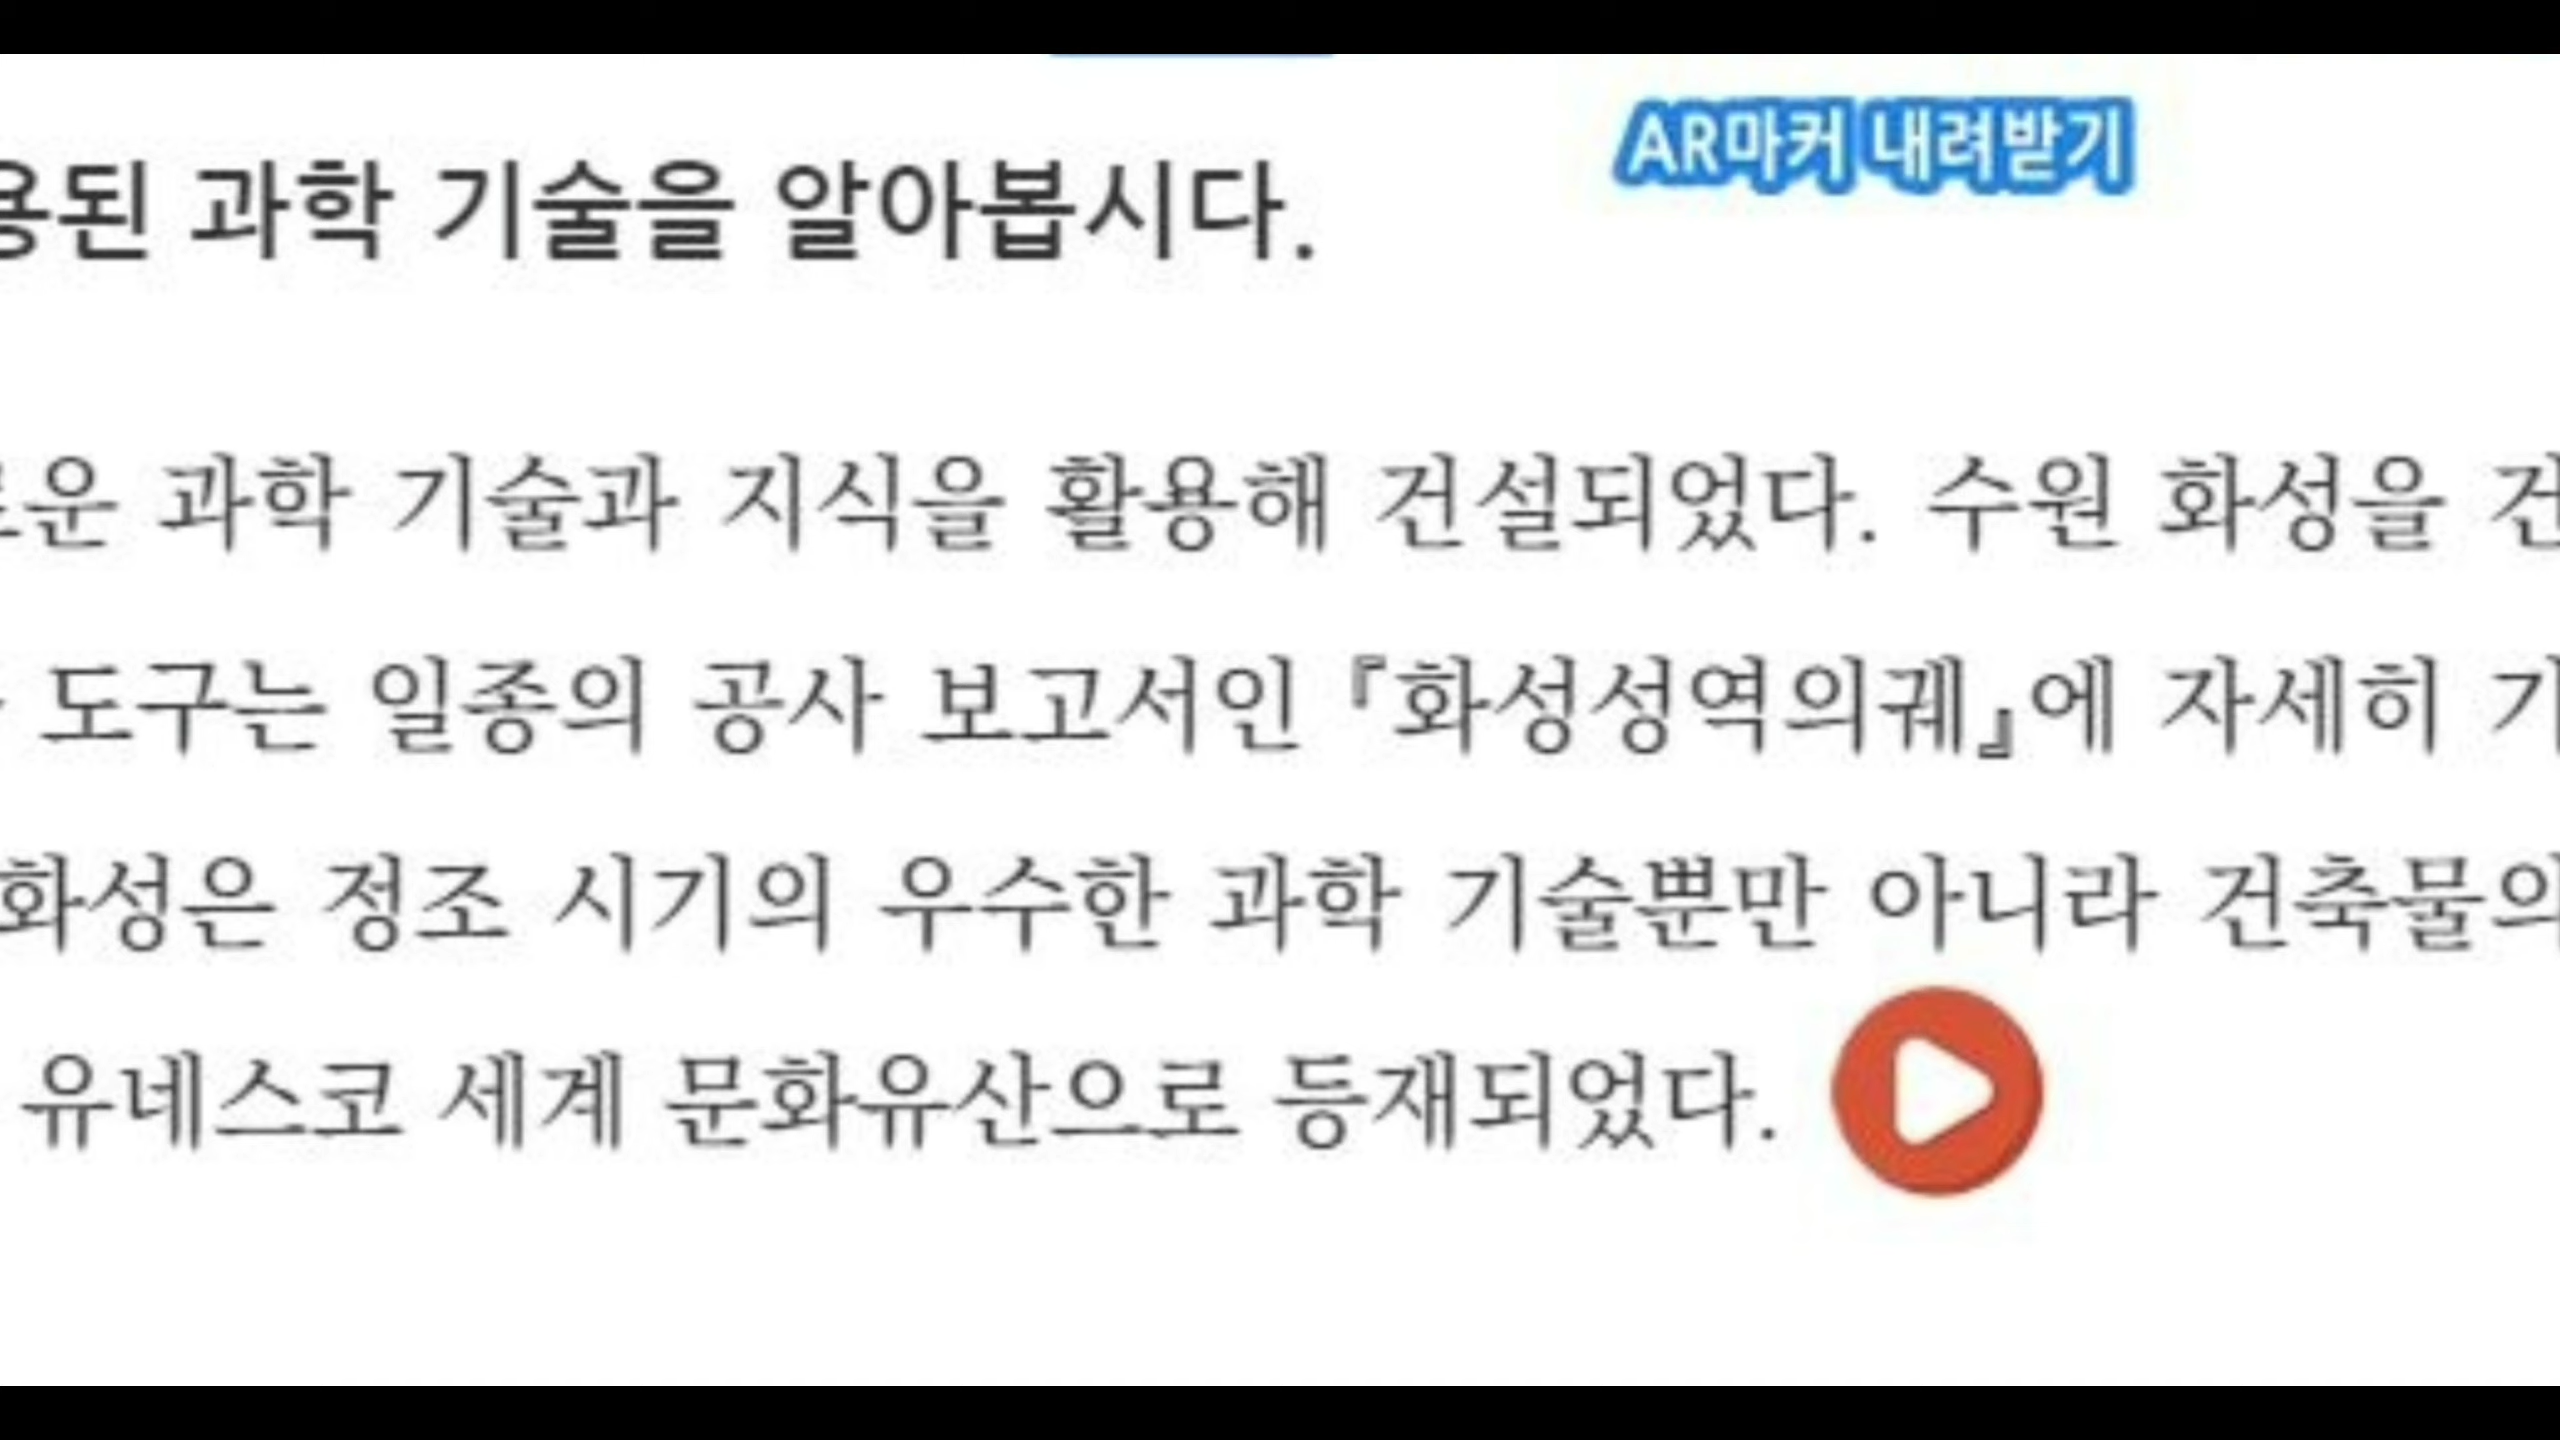 AR마커 내려받기
용된 과학 기술을 알아봅시다.
로운 과학 기술과 지식을 활용해 건설되었다. 수원 화성을 건
도구는 일종의 공사 보고서인 『화성성역의궤』에 자세히 기
화성은 정조 시기의 우수한 과학 기술뿐만 아니라 건축물의
유네스코 세계 문화유산으로 등재되었다.